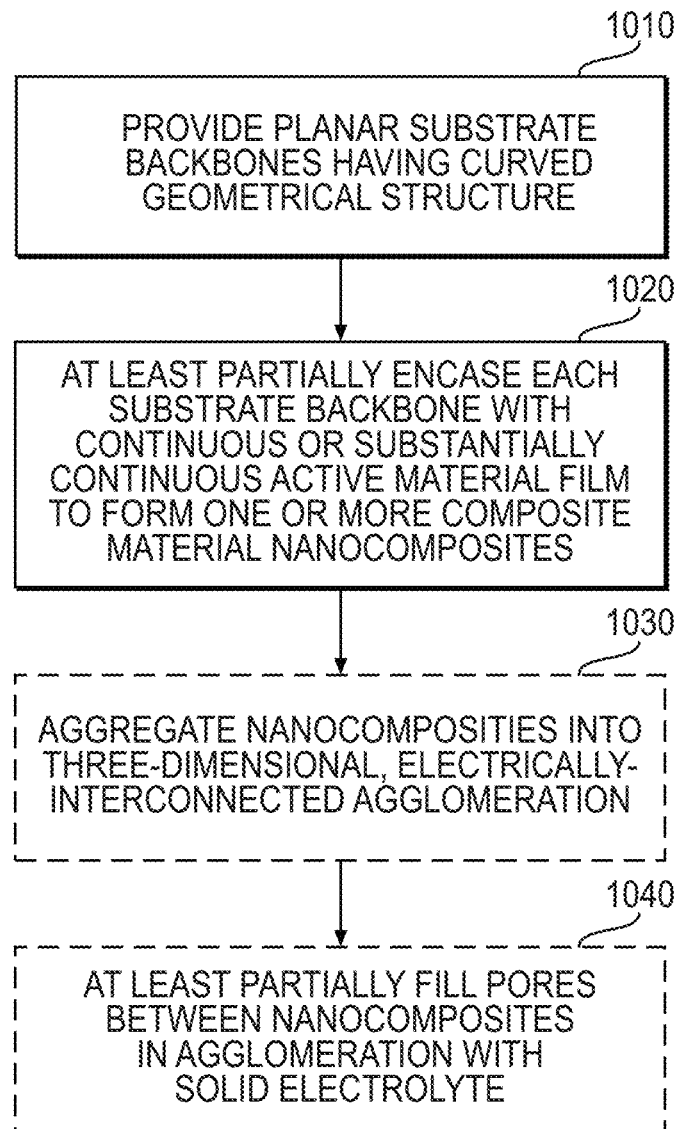 1010
PROVIDE PLANAR SUBSTRATE
BACKBONES HAVING CURVED
GEOMETRICAL STRUCTURE
1020
AT LEAST PARTIALLY ENCASE EACH
SUBSTRATE BACKBONE WITH
CONTINUOUS OR SUBSTANTIALLY
CONTINUOUS ACTIVE MATERIAL FILM
TO FORM ONE OR MORE COMPOSITE
MATERIAL NANOCOMPOSITES
1030
AGGREGATE NANOCOMPOSITIES INTO
THREE-DIMENSIONAL, ELECTRICALLY-
INTERCONNECTED AGGLOMERATION
1040
AT LEAST PARTIALLY FILL PORES
BETWEEN NANOCOMPOSITES
IN AGGLOMERATION WITH
SOLID ELECTROLYTE